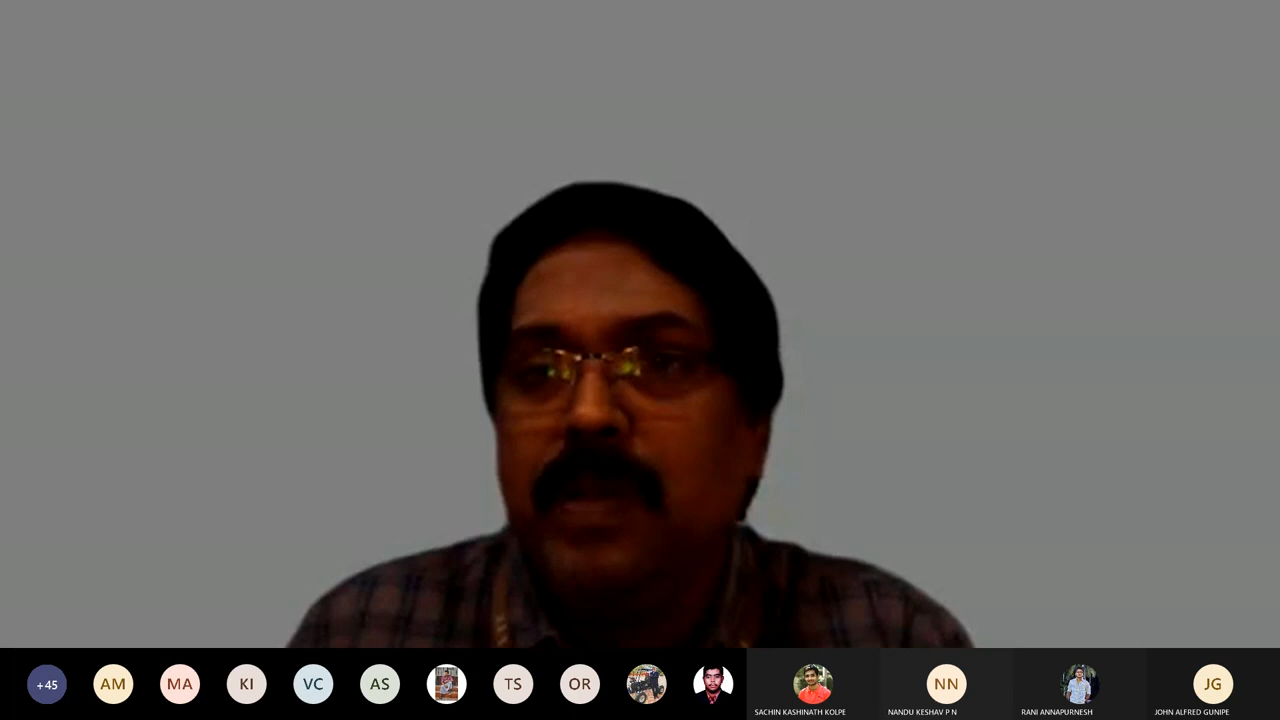 +45
AM
MA
KI
VC
AS
TS
OR
NN
JG
SACHIN KASHINATH KOLPE
NANDU KESHAV P N
RANI ANNAPURNESH
JOHN ALFRED GUNIPE